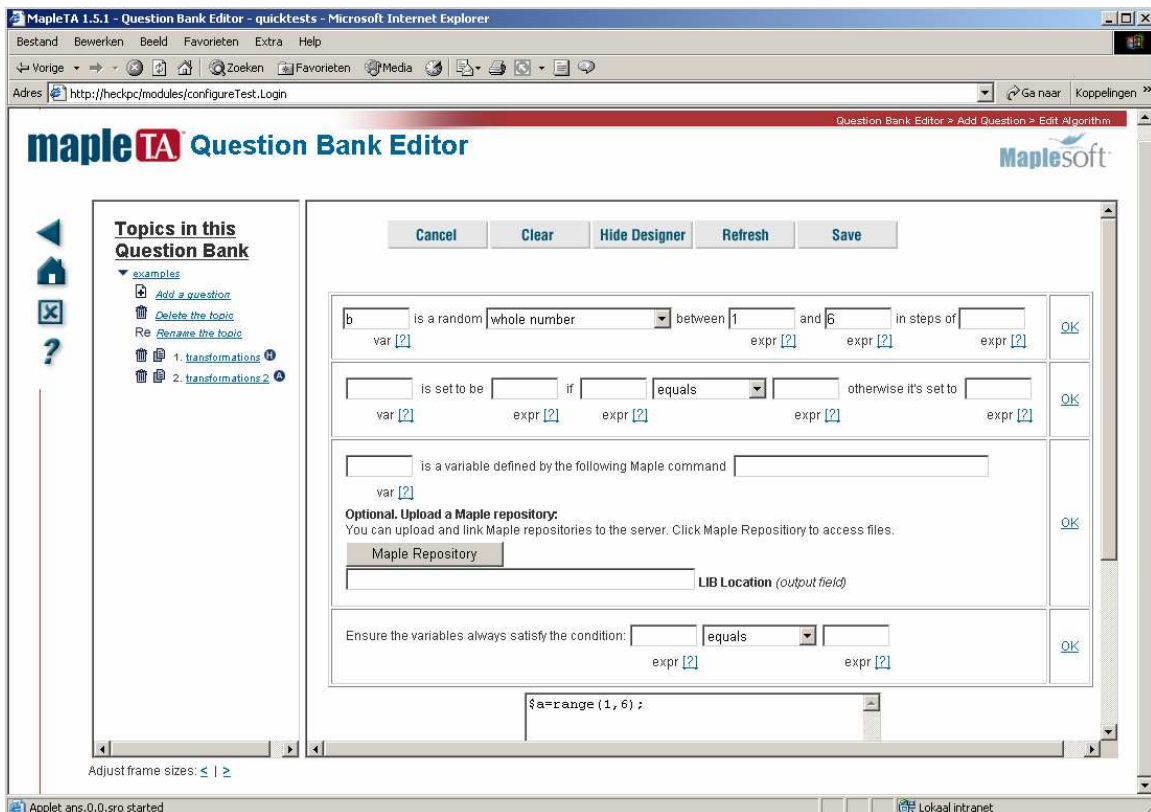 MapleTA 1.5.1 - Question Bank Editor - quicktests - Microsoft Internet Explorer
Bestand Bewerken Beeld Favorieten Extra Help
Vorige Zoeken Favorieten Media
Adres http://heckpc/modules/configureTest.Login Ga naar Koppelingen »
Question Bank Editor > Add Question > Edit Algorithm
maple TA Question Bank Editor
Maplesoft
Topics in this
Question Bank
examples
Add a question
Delete the topic
Re Rename the topic
1. transformations H
2. transformations 2 A
Cancel Clear Hide Designer Refresh Save
b is a random whole number between 1 and 6 in steps of OK
var [?] expr [?] expr [?] expr [?]
is set to be if equals otherwise it's set to OK
var [?] expr [?] expr [?] expr [?] expr [?]
is a variable defined by the following Maple command
var [?]
Optional. Upload a Maple repository:
You can upload and link Maple repositories to the server. Click Maple Repositiory to access files. OK
Maple Repository
LIB Location (output field)
Ensure the variables always satisfy the condition: equals OK
expr [?] expr [?]
$a=range(1,6);
Adjust frame sizes: < | >
Applet ans.0.0.sro started Lokaal intranet